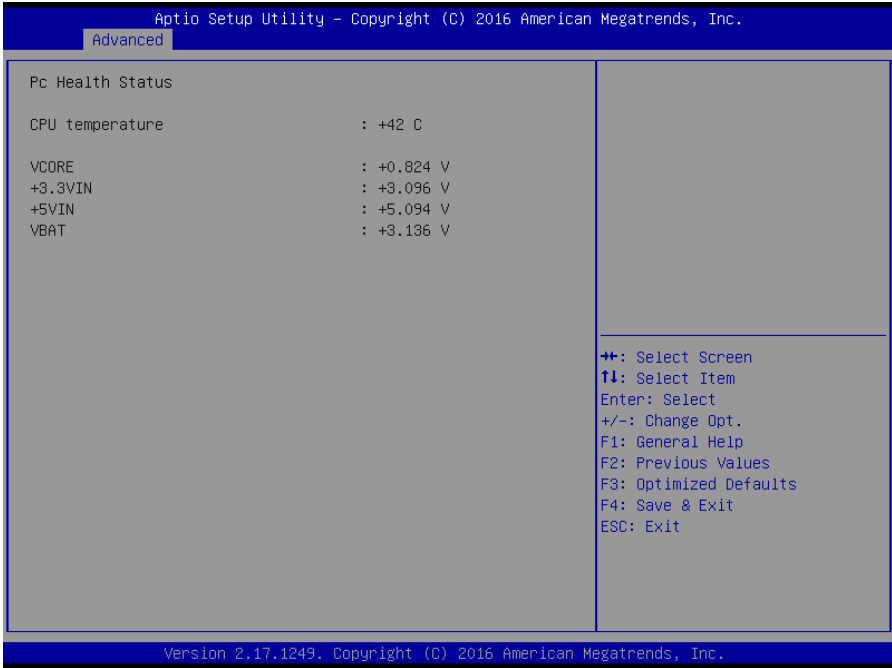 Aptio Setup Utility – Copyright (C) 2016 American Megatrends, Inc.
Advanced
Pc Health Status
CPU temperature : +42 C
VCORE : +0.824 V
+3.3VIN : +3.096 V
+5VIN : +5.094 V
VBAT : +3.136 V
→←: Select Screen
↑↓: Select Item
Enter: Select
+/-: Change Opt.
F1: General Help
F2: Previous Values
F3: Optimized Defaults
F4: Save & Exit
ESC: Exit
Version 2.17.1249. Copyright (C) 2016 American Megatrends, Inc.